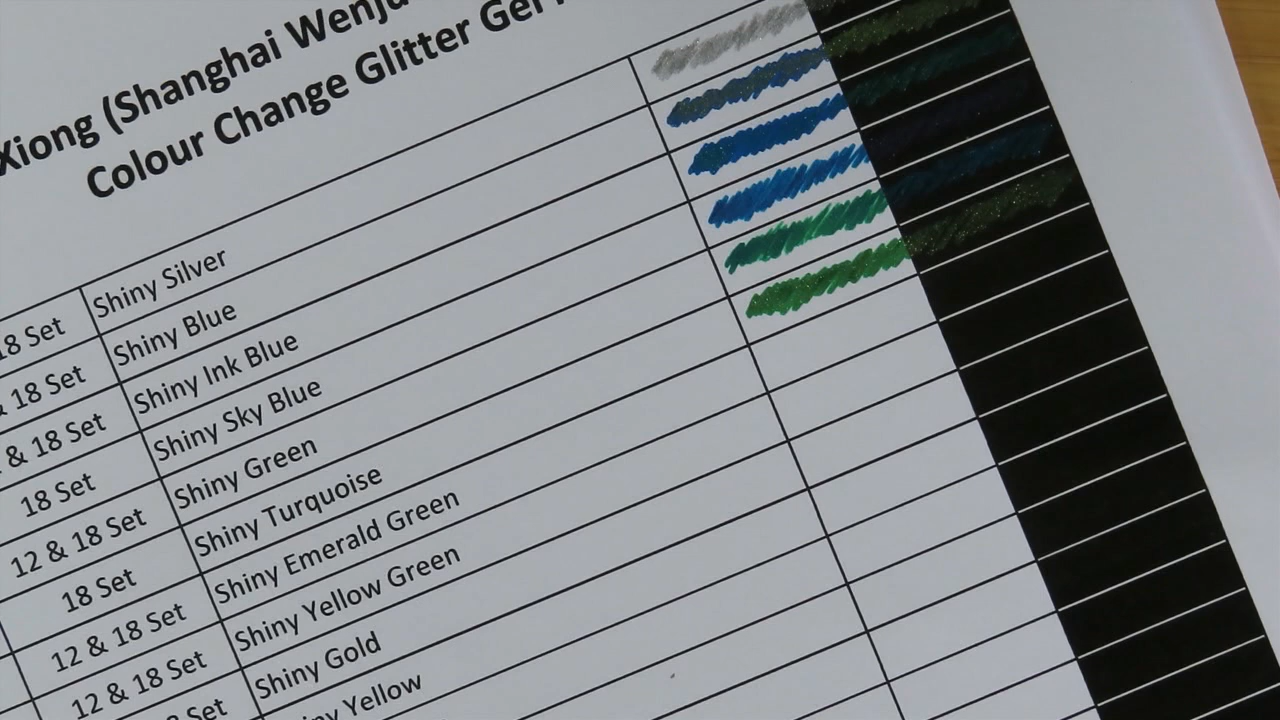 Xiong (Shanghai Wenju
Colour Change Glitter Gel
18 Set Shiny Silver
& 18 Set Shiny Blue
& 18 Set Shiny Ink Blue
18 Set Shiny Sky Blue
12 & 18 Set Shiny Green
18 Set Shiny Turquoise
12 & 18 Set Shiny Emerald Green
12 & 18 Set Shiny Yellow Green
Set Shiny Gold
Yellow